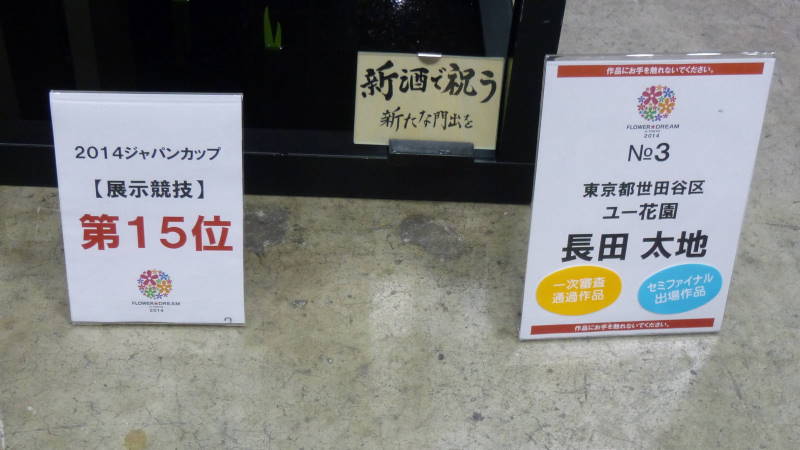 2014ジャパンカップ
【展示競技】
第15位
FLOWER★DREAM
2014
新酒で祝う
新たな門出を
作品にお手を触れないでください。
FLOWER★DREAM
2014
№3
東京都世田谷区
ユー花園
長田 太地
一次審査
通過作品
セミファイナル
出場作品
作品にお手を触れないでください。